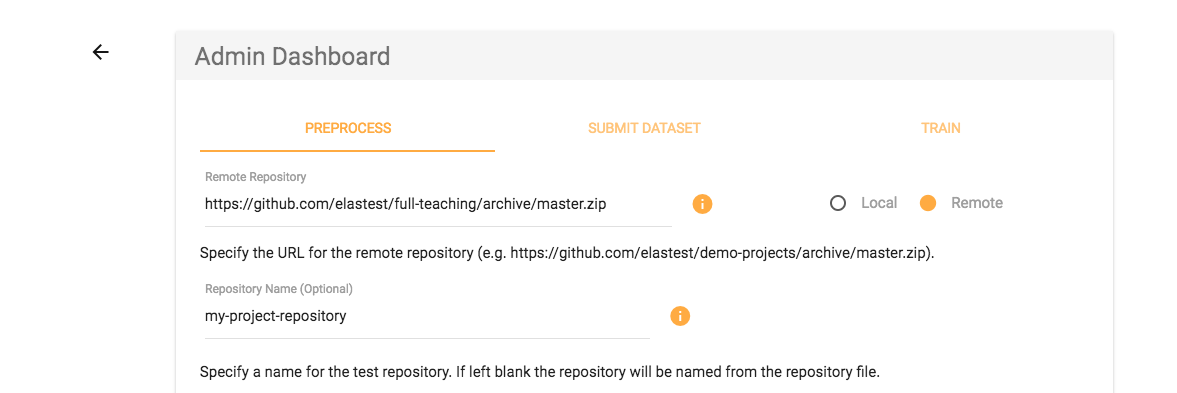 Admin Dashboard
PREPROCESS SUBMIT DATASET TRAIN
Remote Repository
https://github.com/elastest/full-teaching/archive/master.zip Local Remote
Specify the URL for the remote repository (e.g. https://github.com/elastest/demo-projects/archive/master.zip).
Repository Name (Optional)
my-project-repository
Specify a name for the test repository. If left blank the repository will be named from the repository file.